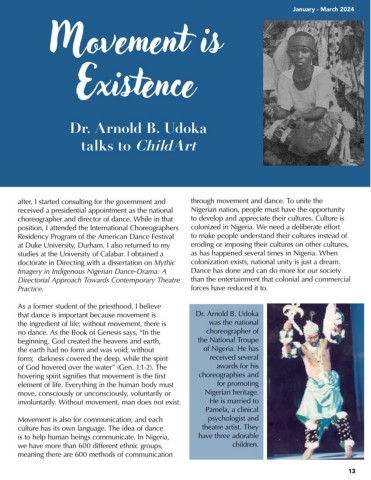 January - March 2024
Movement is
Existence
Dr. Arnold B. Udoka
talks to ChildArt
after, I started consulting for the government and
received a presidential appointment as the national
choreographer and director of dance. While in that
position, I attended the International Choreographers
Residency Program of the American Dance Festival
at Duke University, Durham. I also returned to my
studies at the University of Calabar. I obtained a
doctorate in Directing with a dissertation on Mythic
Imagery in Indigenous Nigerian Dance-Drama: A
Directorial Approach Towards Contemporary Theatre
Practice.
As a former student of the priesthood, I believe
that dance is important because movement is
the ingredient of life; without movement, there is
no dance. As the Book of Genesis says, "In the
beginning, God created the heavens and earth,
the earth had no form and was void; without
form; darkness covered the deep, while the spirit
of God hovered over the water" (Gen. 1:1-2). The
hovering spirit signifies that movement is the first
element of life. Everything in the human body must
move, consciously or unconsciously, voluntarily or
involuntarily. Without movement, man does not exist.
Movement is also for communication, and each
culture has its own language. The idea of dance
is to help human beings communicate. In Nigeria,
we have more than 600 different ethnic groups,
meaning there are 600 methods of communication
through movement and dance. To unite the
Nigerian nation, people must have the opportunity
to develop and appreciate their cultures. Culture is
colonized in Nigeria. We need a deliberate effort
to make people understand their cultures instead of
eroding or imposing their cultures on other cultures,
as has happened several times in Nigeria. When
colonization exists, national unity is just a dream.
Dance has done and can do more for our society
than the entertainment that colonial and commercial
forces have reduced it to.
Dr. Arnold B. Udoka
was the national
choreographer of
the National Troupe
of Nigeria. He has
received several
awards for his
choreographies and
for promoting
Nigerian heritage.
He is married to
Pamela, a clinical
psychologist and
theatre artist. They
have three adorable
children.
13